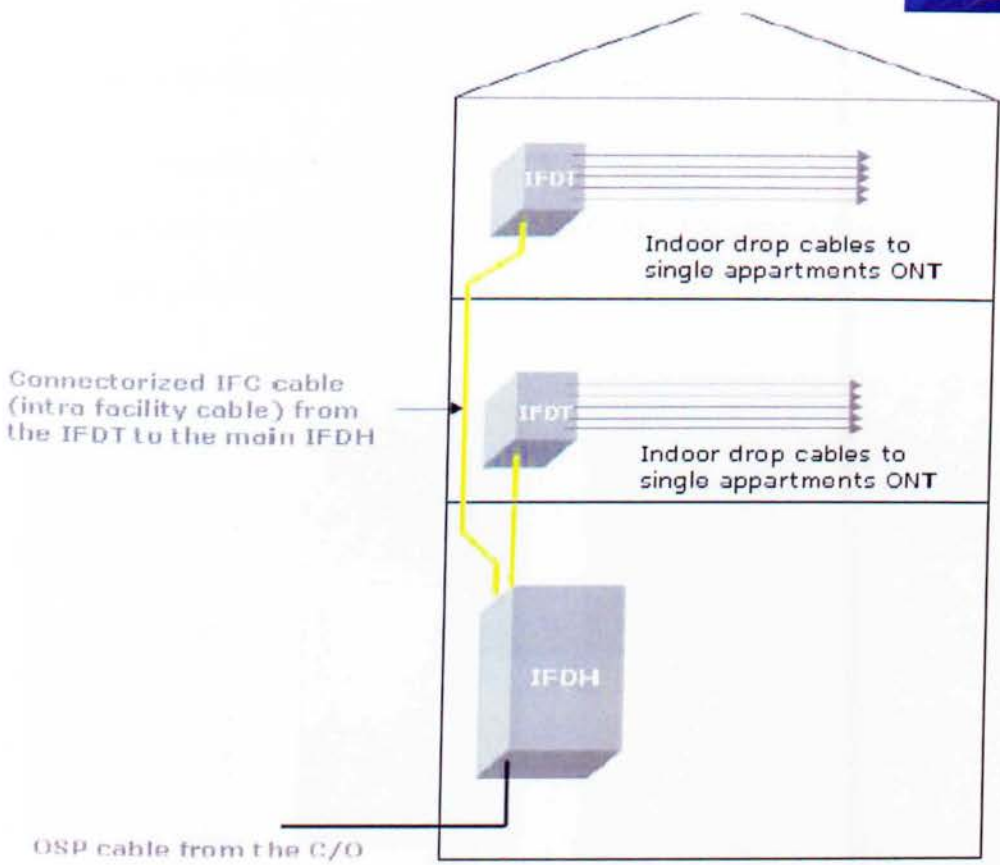 IFDT
Indoor drop cables to
single appartments ONT
Connectorized IFC cable
(intra facility cable) from
the IFDT to the main IFDH
IFDT
Indoor drop cables to
single appartments ONT
IFDH
OSP cable from the C/O